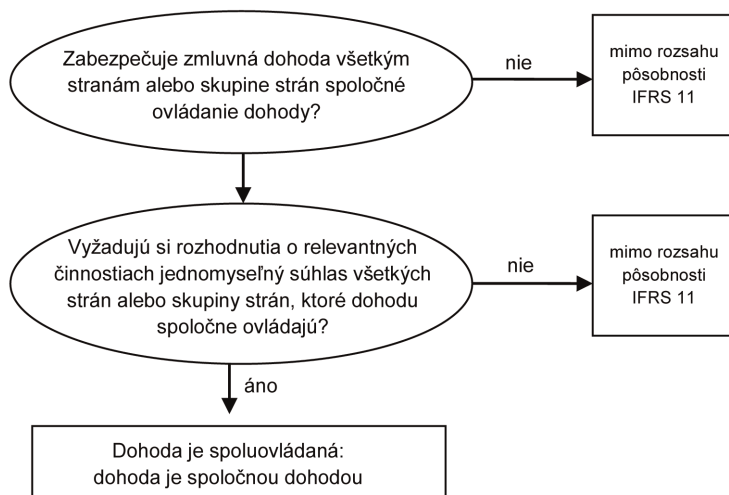 Zabezpečuje zmluvná dohoda všetkým
stranám alebo skupine strán spoločné
ovládanie dohody?
nie
mimo rozsahu
pôsobnosti
IFRS 11
Vyžadujú si rozhodnutia o relevantných
činnostiach jednomyseľný súhlas všetkých
strán alebo skupiny strán, ktoré dohodu
spoločne ovládajú?
nie
mimo rozsahu
pôsobnosti
IFRS 11
áno
Dohoda je spoluovládaná:
dohoda je spoločnou dohodou